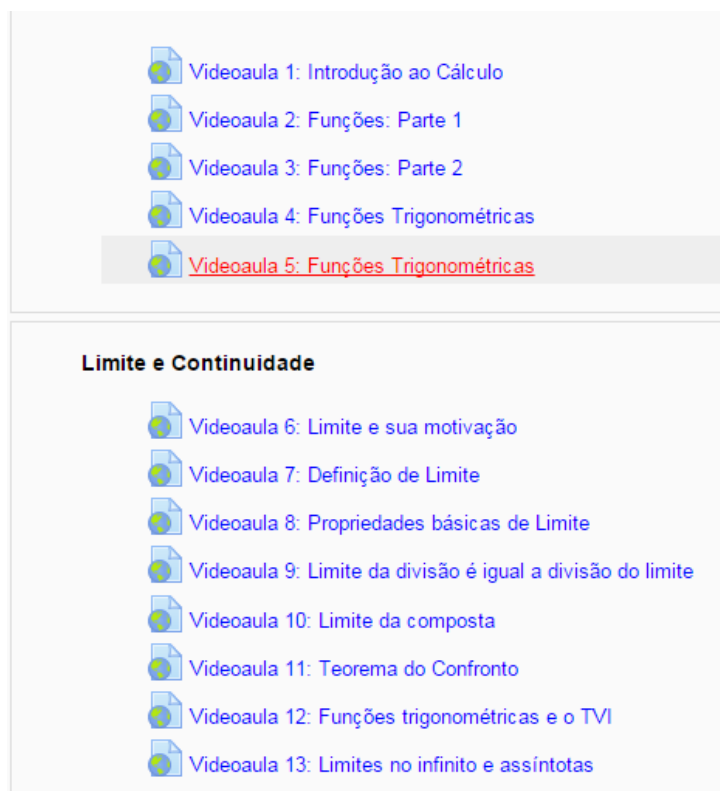 Videoaula 1: Introdução ao Cálculo
Videoaula 2: Funções: Parte 1
Videoaula 3: Funções: Parte 2
Videoaula 4: Funções Trigonométricas
Videoaula 5: Funções Trigonométricas
Limite e Continuidade
Videoaula 6: Limite e sua motivação
Videoaula 7: Definição de Limite
Videoaula 8: Propriedades básicas de Limite
Videoaula 9: Limite da divisão é igual a divisão do limite
Videoaula 10: Limite da composta
Videoaula 11: Teorema do Confronto
Videoaula 12: Funções trigonométricas e o TVI
Videoaula 13: Limites no infinito e assíntotas